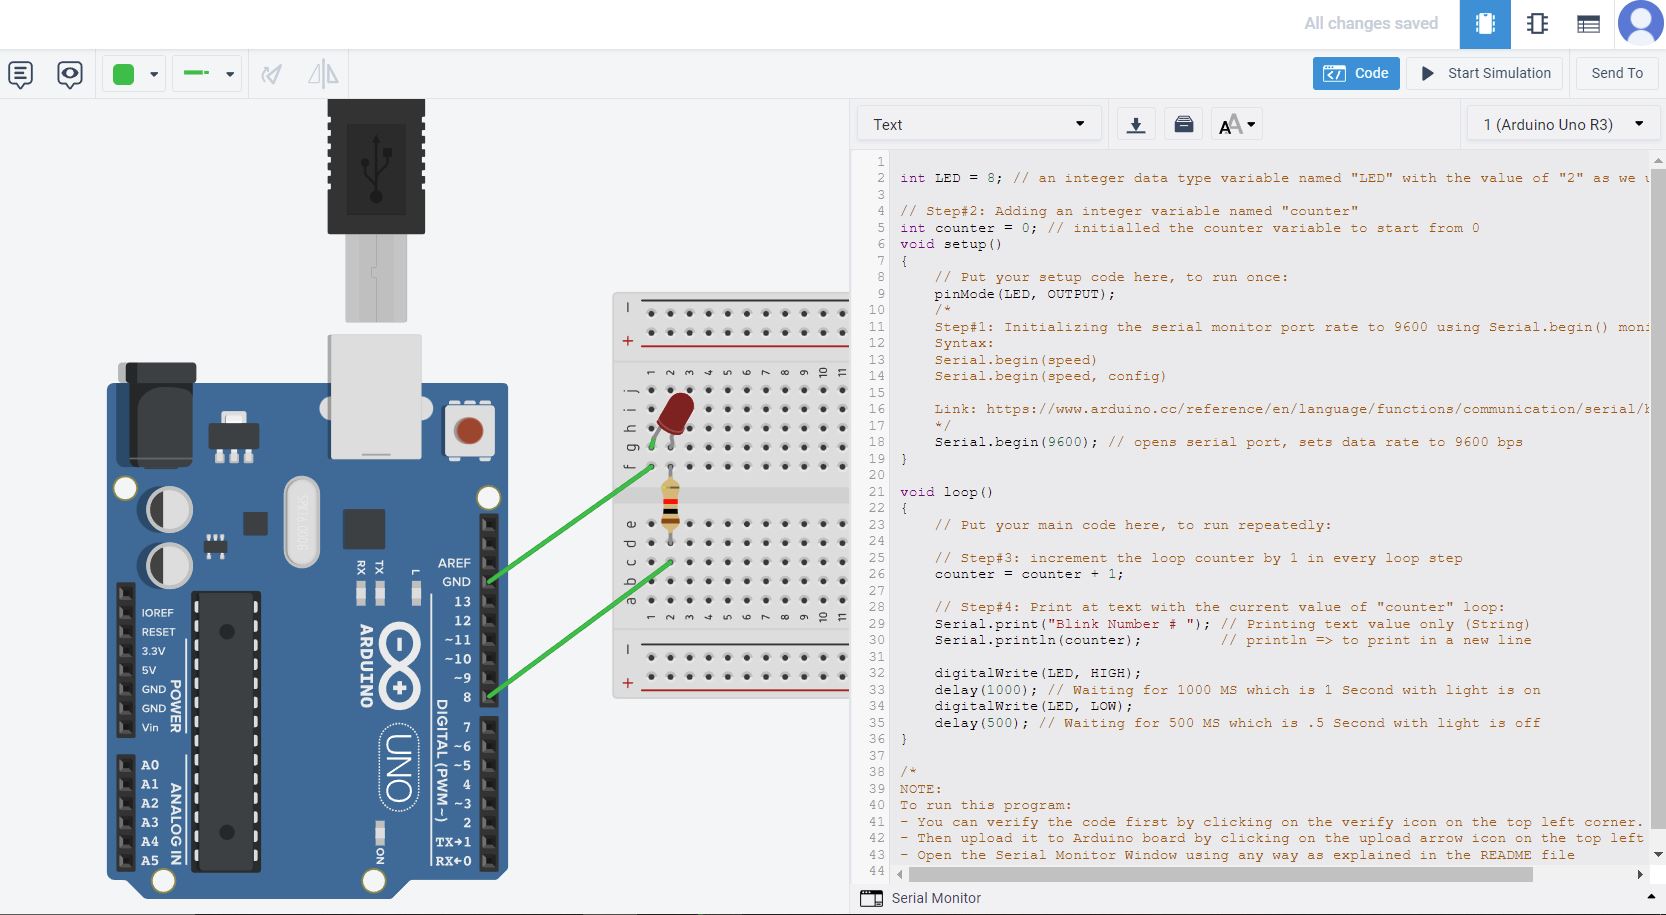 All changes saved
Code
Start Simulation
Send To
Text
1 (Arduino Uno R3)
1
2 int LED = 8; // an integer data type variable named "LED" with the value of "2" as we
3
4 // Step#2: Adding an integer variable named "counter"
5 int counter = 0; // initialled the counter variable to start from 0
6 void setup()
7 {
8 // Put your setup code here, to run once:
9 pinMode(LED, OUTPUT);
10 /*
11 Step#1: Initializing the serial monitor port rate to 9600 using Serial.begin() moni
12 Syntax:
13 Serial.begin(speed)
14 Serial.begin(speed, config)
15
16 Link: https://www.arduino.cc/reference/en/language/functions/communication/serial/
17 */
18 Serial.begin(9600); // opens serial port, sets data rate to 9600 bps
19 }
20
21 void loop()
22 {
23 // Put your main code here, to run repeatedly:
24
25 // Step#3: increment the loop counter by 1 in every loop step
26 counter = counter + 1;
27
28 // Step#4: Print at text with the current value of "counter" loop:
29 Serial.print("Blink Number # "); // Printing text value only (String)
30 Serial.println(counter); // println => to print in a new line
31
32 digitalWrite(LED, HIGH);
33 delay(1000); // Waiting for 1000 MS which is 1 Second with light is on
34 digitalWrite(LED, LOW);
35 delay(500); // Waiting for 500 MS which is .5 Second with light is off
36 }
37
38 /*
39 NOTE:
40 To run this program:
41 - You can verify the code first by clicking on the verify icon on the top left corner.
42 - Then upload it to Arduino board by clicking on the upload arrow icon on the top left
43 - Open the Serial Monitor Window using any way as explained in the README file
44
Serial Monitor
1 2 3 4 5 6 7 8 9 10 11
j
i
h
g
f
e
d
c
b
a
1 2 3 4 5 6 7 8 9 10 11
AREF
GND
13
12
~11
~10
~9
8
7
~6
~5
4
~3
2
TX→1
RX←0
DIGITAL (PWM~)
RX
TX
L
ARDUINO
UNO
ON
IOREF
RESET
3.3V
5V
GND
GND
Vin
POWER
A0
A1
A2
A3
A4
A5
ANALOG IN